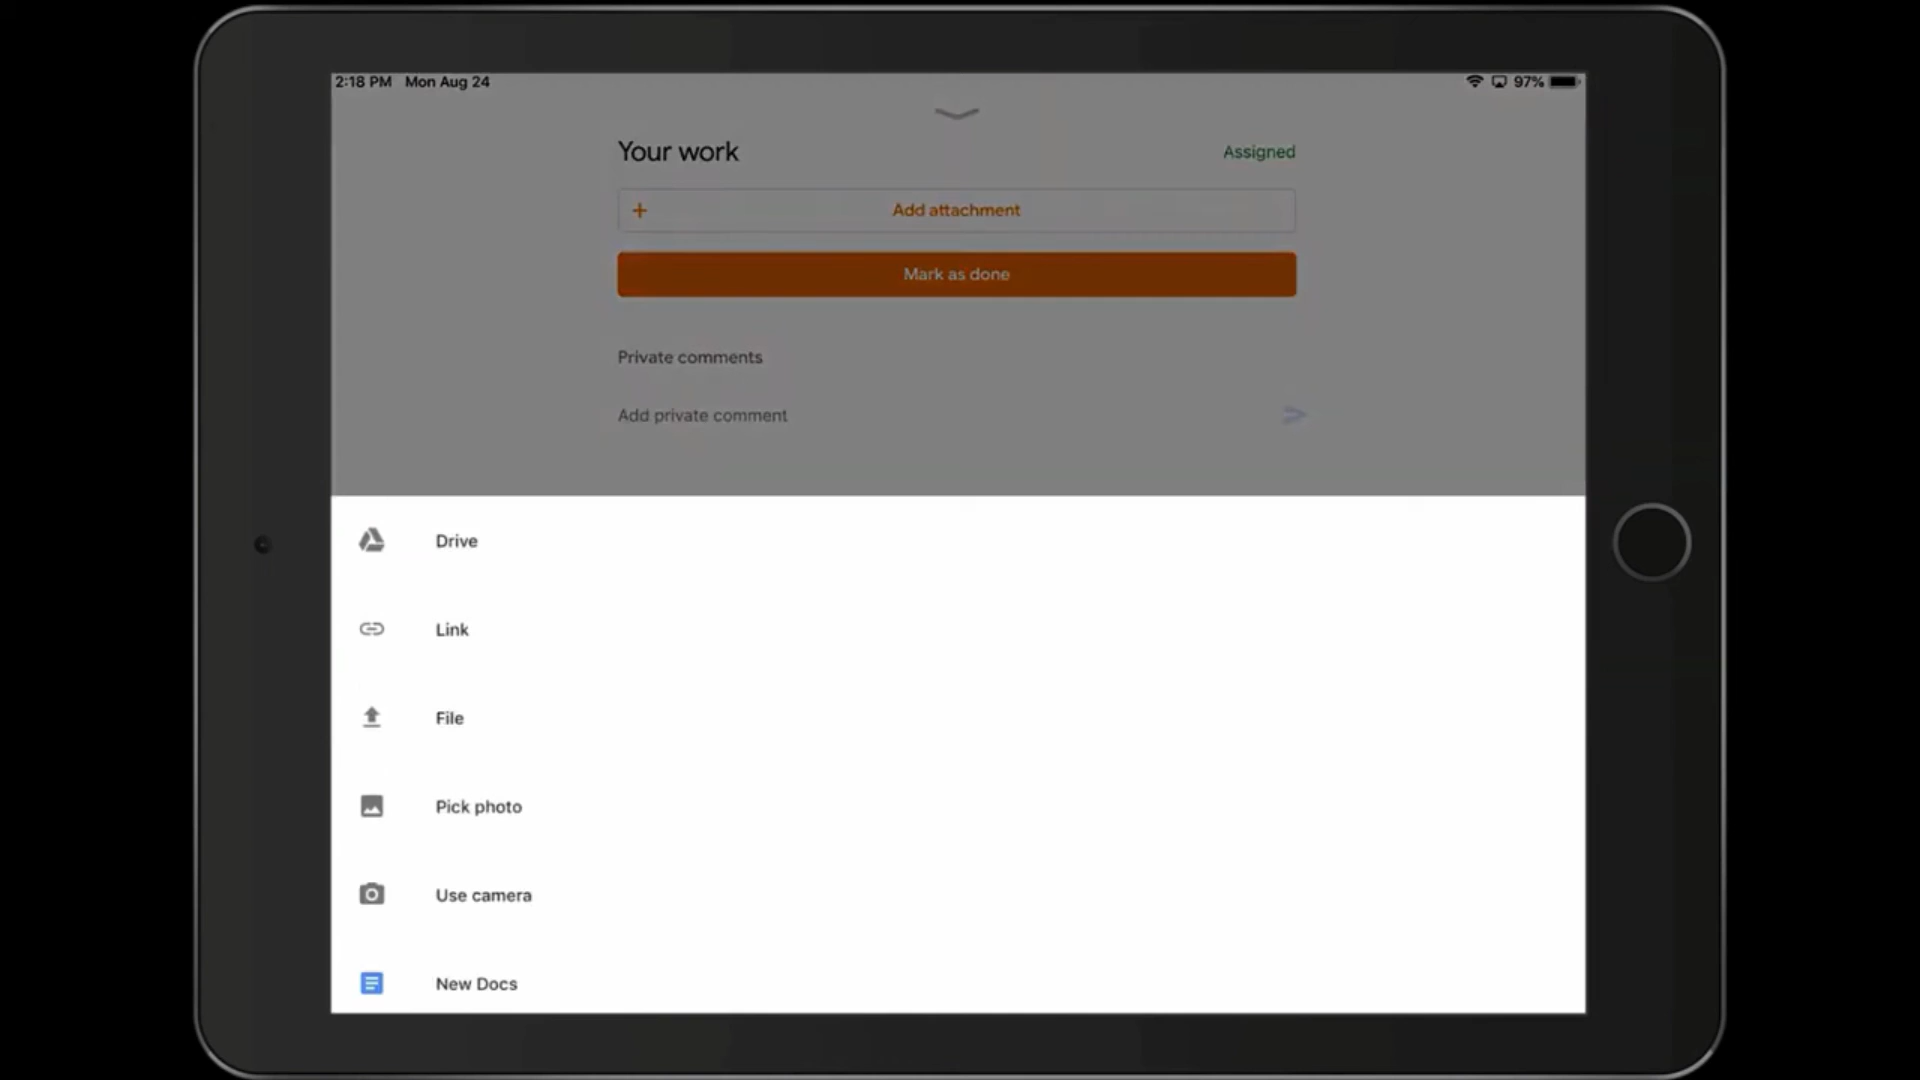 2:18 PM Mon Aug 24
97%
Your work
Assigned
+ Add attachment
Mark as done
Private comments
Add private comment
Drive
Link
File
Pick photo
Use camera
New Docs